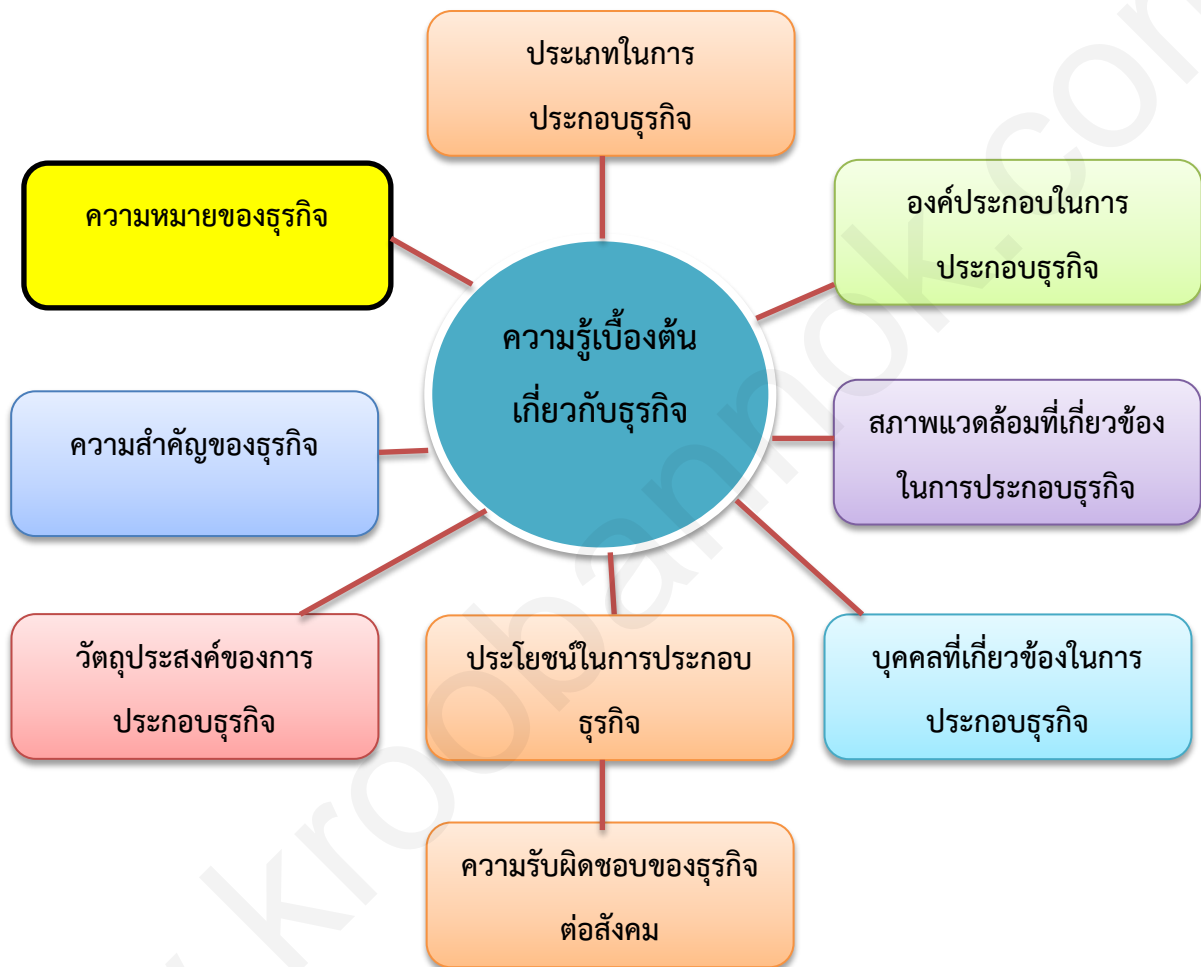 ประเภทในการ
ประกอบธุรกิจ
ความหมายของธุรกิจ
องค์ประกอบในการ
ประกอบธุรกิจ
ความรู้เบื้องต้น
เกี่ยวกับธุรกิจ
ความสำคัญของธุรกิจ
สภาพแวดล้อมที่เกี่ยวข้อง
ในการประกอบธุรกิจ
วัตถุประสงค์ของการ
ประกอบธุรกิจ
ประโยชน์ในการประกอบ
ธุรกิจ
บุคคลที่เกี่ยวข้องในการ
ประกอบธุรกิจ
ความรับผิดชอบของธุรกิจ
ต่อสังคม
kroobannok.com